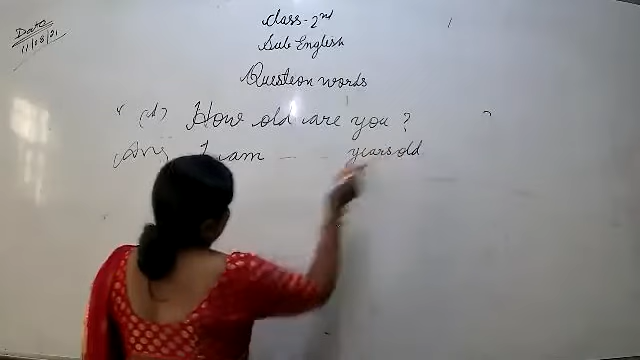 Date
11/08/21
Class - 2nd
Sub English
Question words
(d) How old are you ?
Ans I am - - years old